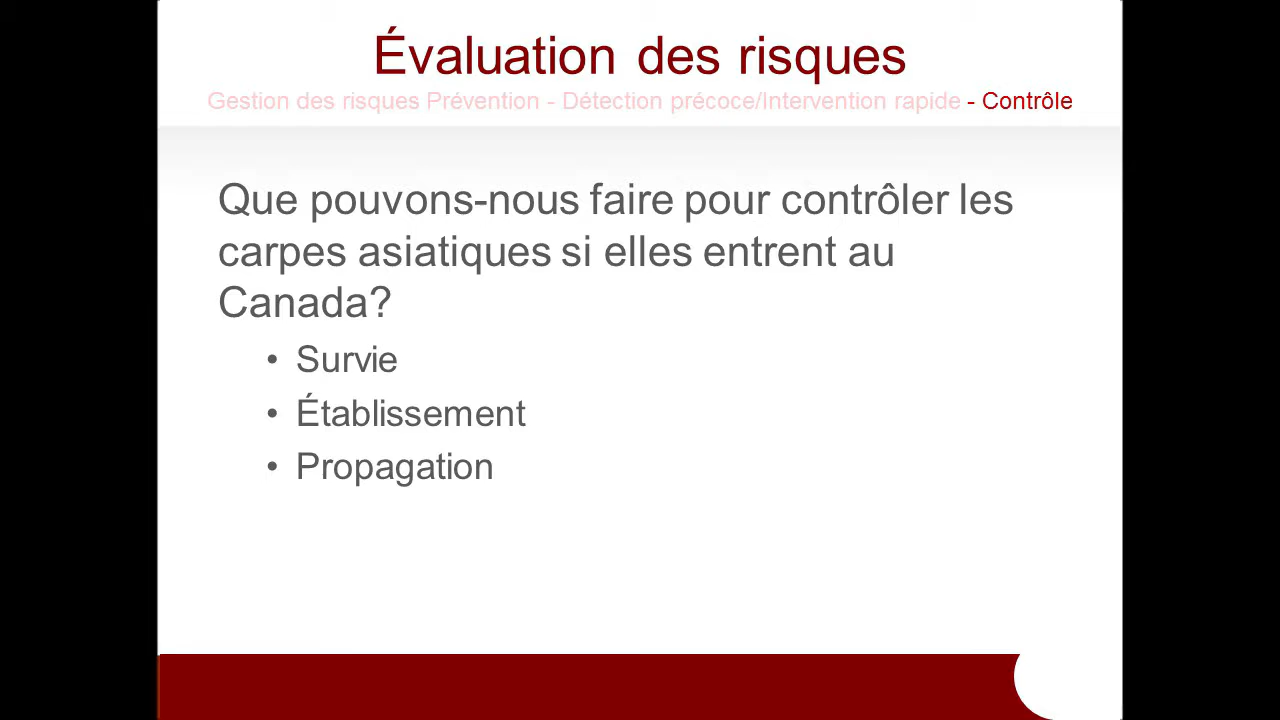 Évaluation des risques
Gestion des risques Prévention - Détection précoce/Intervention rapide - Contrôle
Que pouvons-nous faire pour contrôler les
carpes asiatiques si elles entrent au
Canada?
• Survie
• Établissement
• Propagation